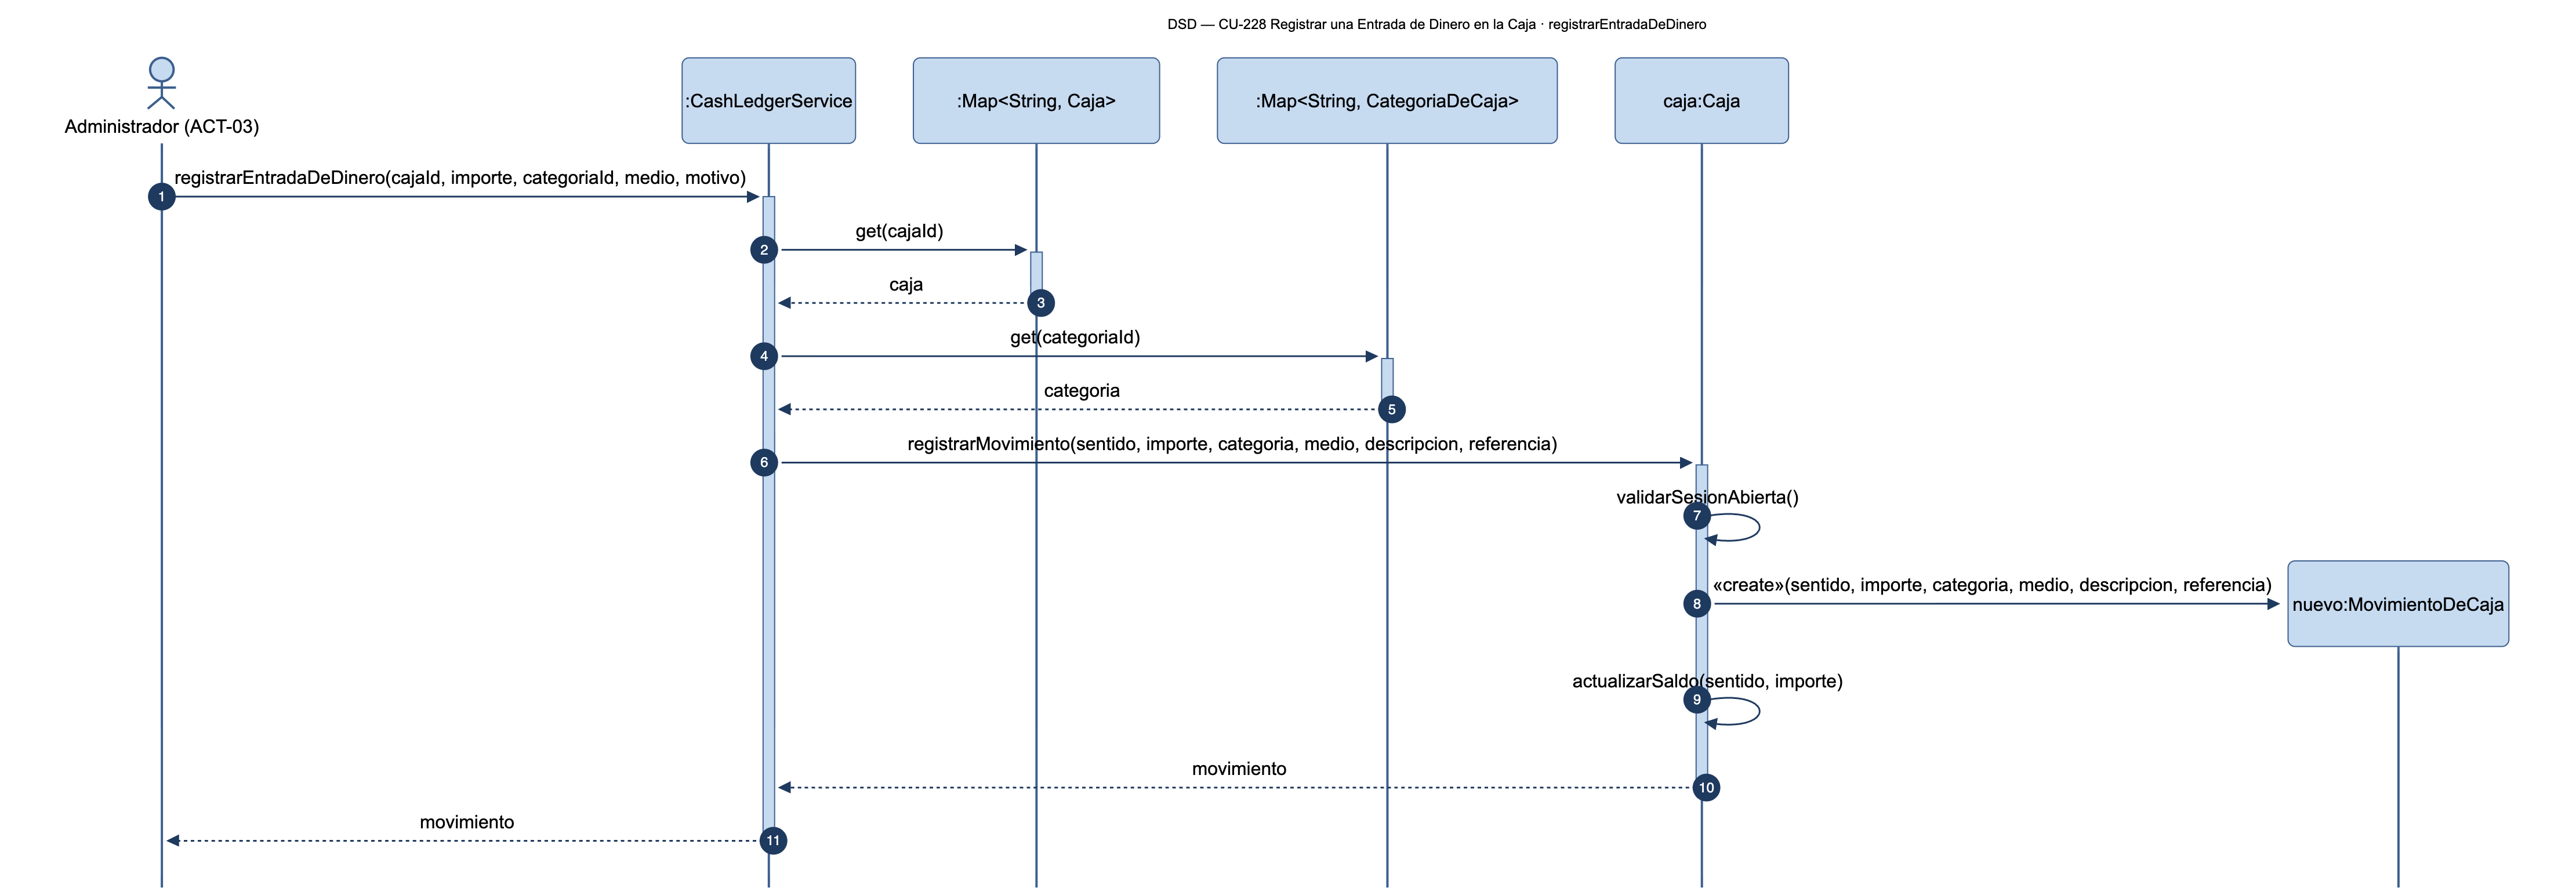 DSD — CU-228 Registrar una Entrada de Dinero en la Caja · registrarEntradaDeDinero
Administrador (ACT-03)
:CashLedgerService
:Map<String, Caja>
:Map<String, CategoriaDeCaja>
caja:Caja
1
registrarEntradaDeDinero(cajaId, importe, categoriaId, medio, motivo)
2
get(cajaId)
caja
3
4
get(categoriaId)
categoria
5
6
registrarMovimiento(sentido, importe, categoria, medio, descripcion, referencia)
validarSesionAbierta()
7
8
«create»(sentido, importe, categoria, medio, descripcion, referencia)
nuevo:MovimientoDeCaja
actualizarSaldo(sentido, importe)
9
movimiento
10
movimiento
11